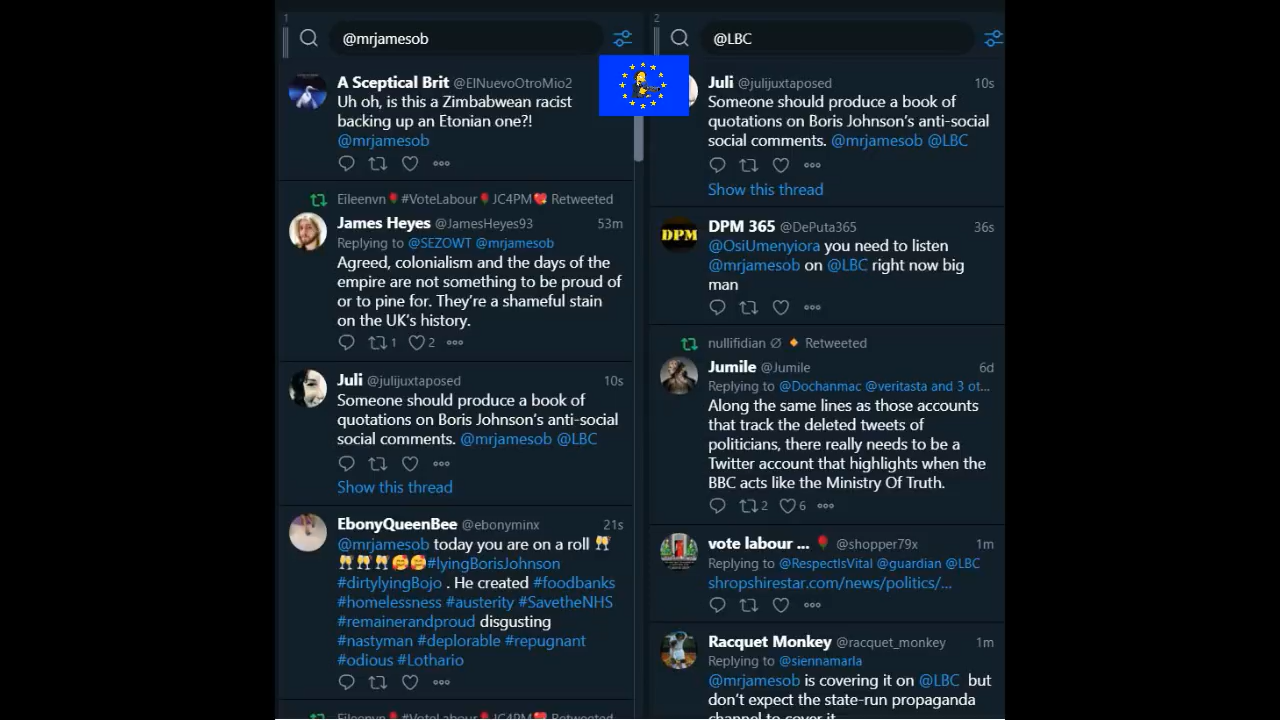 1
@mrjamesob
A Sceptical Brit @ElNuevoOtroMio2
Uh oh, is this a Zimbabwean racist
backing up an Etonian one?!
@mrjamesob
Eileenvn🌹#VoteLabour🌹JC4PM💖 Retweeted
James Heyes @JamesHeyes93 53m
Replying to @SEZOWT @mrjamesob
Agreed, colonialism and the days of the
empire are not something to be proud of
or to pine for. They're a shameful stain
on the UK's history.
1 2
Juli @julijuxtaposed 10s
Someone should produce a book of
quotations on Boris Johnson's anti-social
social comments. @mrjamesob @LBC
Show this thread
EbonyQueenBee @ebonyminx 21s
@mrjamesob today you are on a roll 🥂
🥂🥂🥂🥰🥰#lyingBorisJohnson
#dirtylyingBojo . He created #foodbanks
#homelessness #austerity #SavetheNHS
#remainerandproud disgusting
#nastyman #deplorable #repugnant
#odious #Lothario
Eileenvn🌹#VoteLabour🌹JC4PM💖 Retweeted
2
@LBC
Juli @julijuxtaposed 10s
Someone should produce a book of
quotations on Boris Johnson's anti-social
social comments. @mrjamesob @LBC
Show this thread
DPM
DPM 365 @DePuta365 36s
@OsiUmenyiora you need to listen
@mrjamesob on @LBC right now big
man
nullifidian ∅ 🔸 Retweeted
Jumile @Jumile 6d
Replying to @Dochanmac @veritasta and 3 ot...
Along the same lines as those accounts
that track the deleted tweets of
politicians, there really needs to be a
Twitter account that highlights when the
BBC acts like the Ministry Of Truth.
2 6
vote labour ... 🌹 @shopper79x 1m
Replying to @RespectIsVital @guardian @LBC
shropshirestar.com/news/politics/...
Racquet Monkey @racquet_monkey 1m
Replying to @siennamarla
@mrjamesob is covering it on @LBC but
don't expect the state-run propaganda
channel to cover it